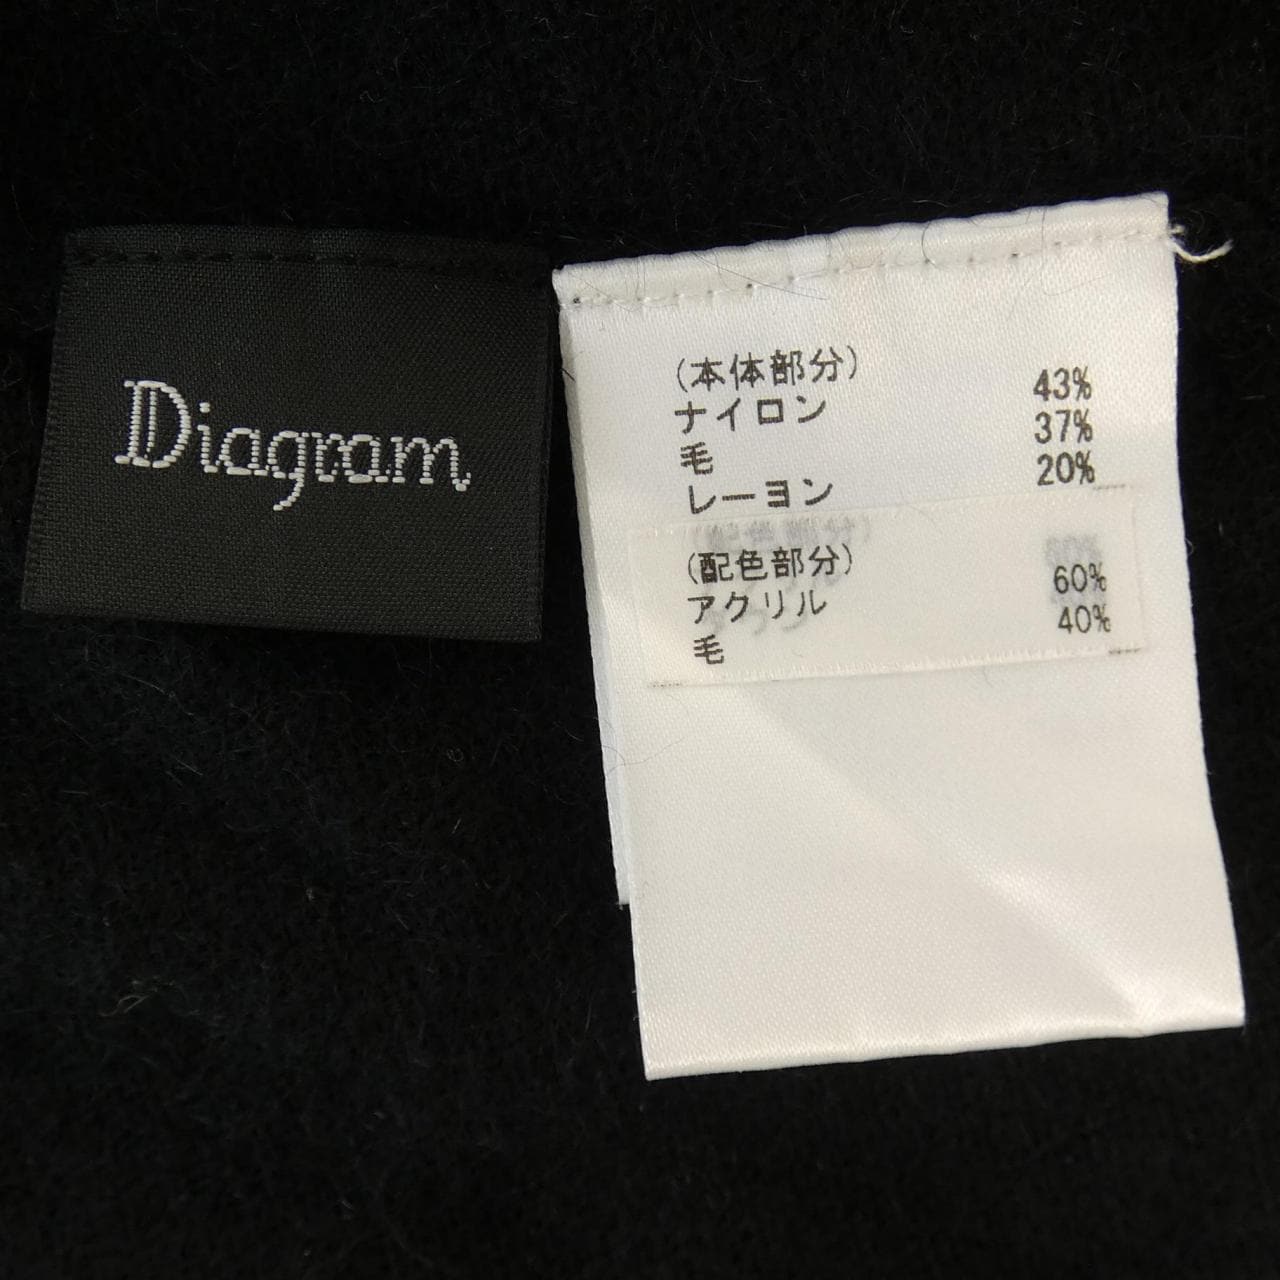 Diagram
(本体部分)
ナイロン 43%
毛 37%
レーヨン 20%
(配色部分)
アクリル 60%
毛 40%